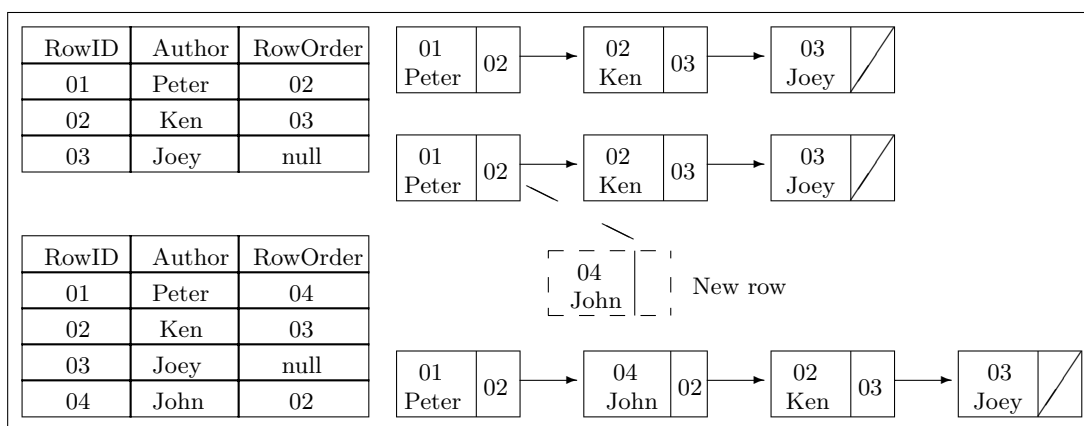 RowID Author RowOrder
01 Peter 02
02 Ken 03
03 Joey null
01 Peter 02
02 Ken 03
03 Joey
01 Peter 02
02 Ken 03
03 Joey
04 John
New row
RowID Author RowOrder
01 Peter 04
02 Ken 03
03 Joey null
04 John 02
01 Peter 02
04 John 02
02 Ken 03
03 Joey